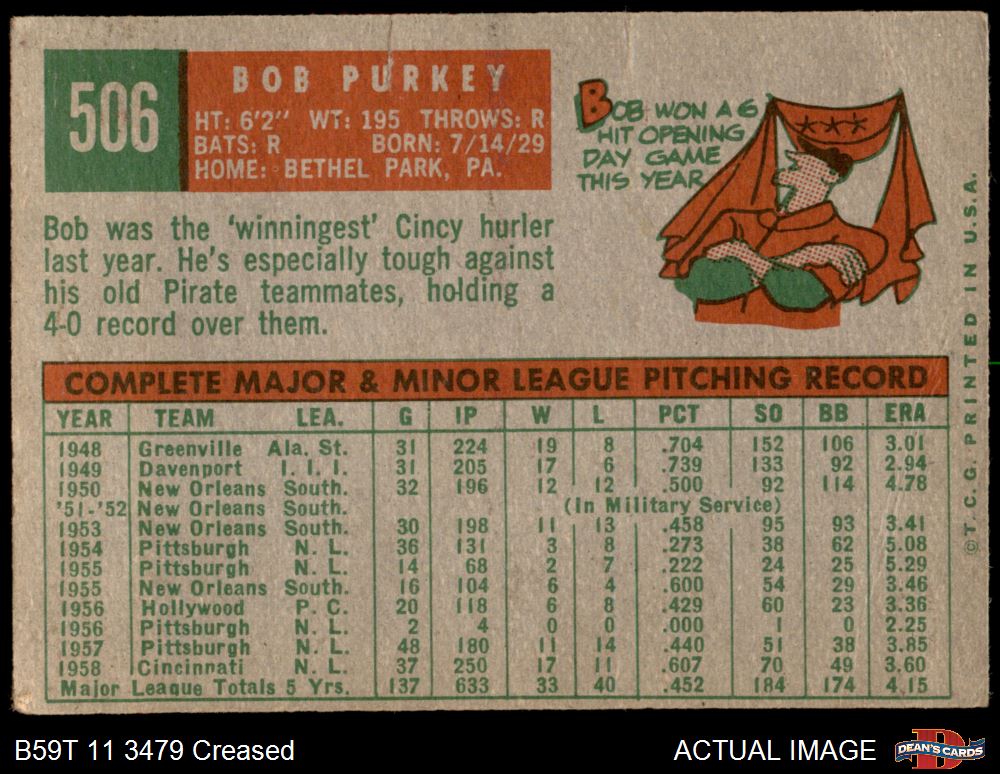 506
BOB PURKEY
HT: 6'2" WT: 195 THROWS: R
BATS: R BORN: 7/14/29
HOME: BETHEL PARK, PA.
BOB WON A 6
HIT OPENING
DAY GAME
THIS YEAR
Bob was the 'winningest' Cincy hurler
last year. He's especially tough against
his old Pirate teammates, holding a
4-0 record over them.
COMPLETE MAJOR & MINOR LEAGUE PITCHING RECORD
YEAR TEAM LEA. G IP W L PCT SO BB ERA
1948 Greenville Ala. St. 31 224 19 8 .704 152 106 3.01
1949 Davenport I. I. I. 31 205 17 6 .739 133 92 2.94
1950 New Orleans South. 32 196 12 12 .500 92 114 4.78
'51-'52 New Orleans South. (In Military Service)
1953 New Orleans South. 30 198 11 13 .458 95 93 3.41
1954 Pittsburgh N. L. 36 131 3 8 .273 38 62 5.08
1955 Pittsburgh N. L. 14 68 2 7 .222 24 25 5.29
1955 New Orleans South. 16 104 6 4 .600 54 29 3.46
1956 Hollywood P. C. 20 118 6 8 .429 60 23 3.36
1956 Pittsburgh N. L. 2 4 0 0 .000 1 0 2.25
1957 Pittsburgh N. L. 48 180 11 14 .440 51 38 3.85
1958 Cincinnati N. L. 37 250 17 11 .607 70 49 3.60
Major League Totals 5 Yrs. 137 633 33 40 .452 184 174 4.15
© T. C. G. PRINTED IN U.S.A.
B59T 11 3479 Creased
ACTUAL IMAGE
DEAN'S CARDS